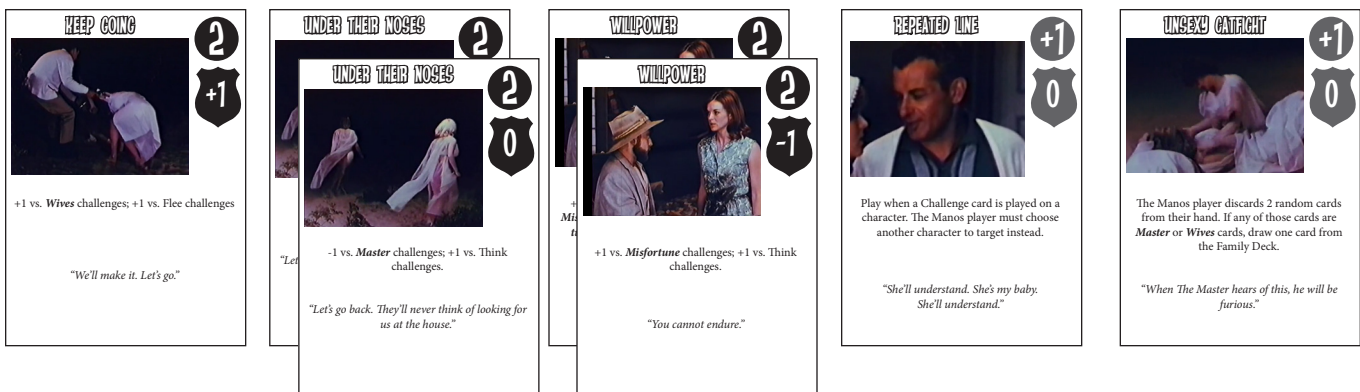 KEEP GOING
2
+1
+1 vs. Wives challenges; +1 vs. Flee challenges
“We’ll make it. Let’s go.”
UNDER THEIR NOSES
2
“Let
UNDER THEIR NOSES
2
0
-1 vs. Master challenges; +1 vs. Think
challenges.
“Let’s go back. They’ll never think of looking for
us at the house.”
WILLPOWER
2
+
Mis
t
WILLPOWER
2
-1
+1 vs. Misfortune challenges; +1 vs. Think
challenges.
“You cannot endure.”
REPEATED LINE
+1
0
Play when a Challenge card is played on a
character. The Manos player must choose
another character to target instead.
“She’ll understand. She’s my baby.
She’ll understand.”
UNSEXY CATFIGHT
+1
0
The Manos player discards 2 random cards
from their hand. If any of those cards are
Master or Wives cards, draw one card from
the Family Deck.
“When The Master hears of this, he will be
furious.”